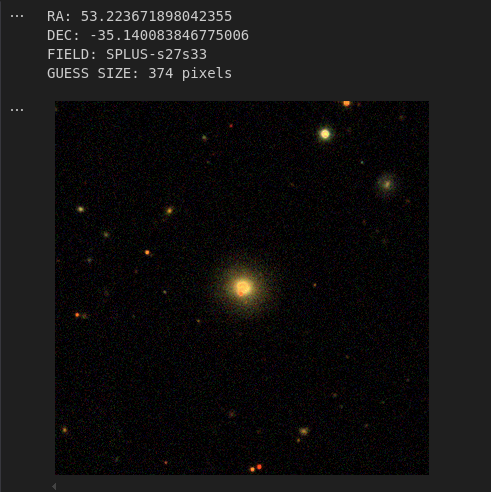 RA: 53.223671898042355
DEC: -35.140083846775006
FIELD: SPLUS-s27s33
GUESS SIZE: 374 pixels